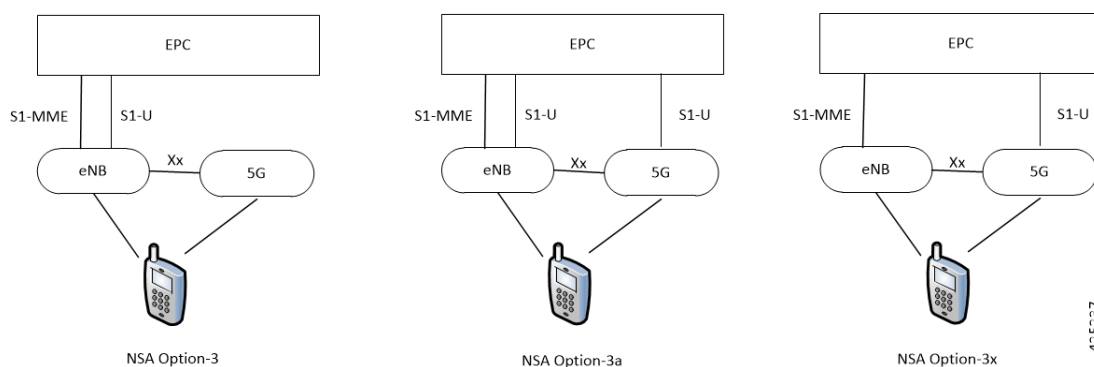 EPC
S1-MME
S1-U
eNB
Xx
5G
NSA Option-3
EPC
S1-MME
S1-U
S1-U
eNB
Xx
5G
NSA Option-3a
EPC
S1-MME
S1-U
eNB
Xx
5G
NSA Option-3x